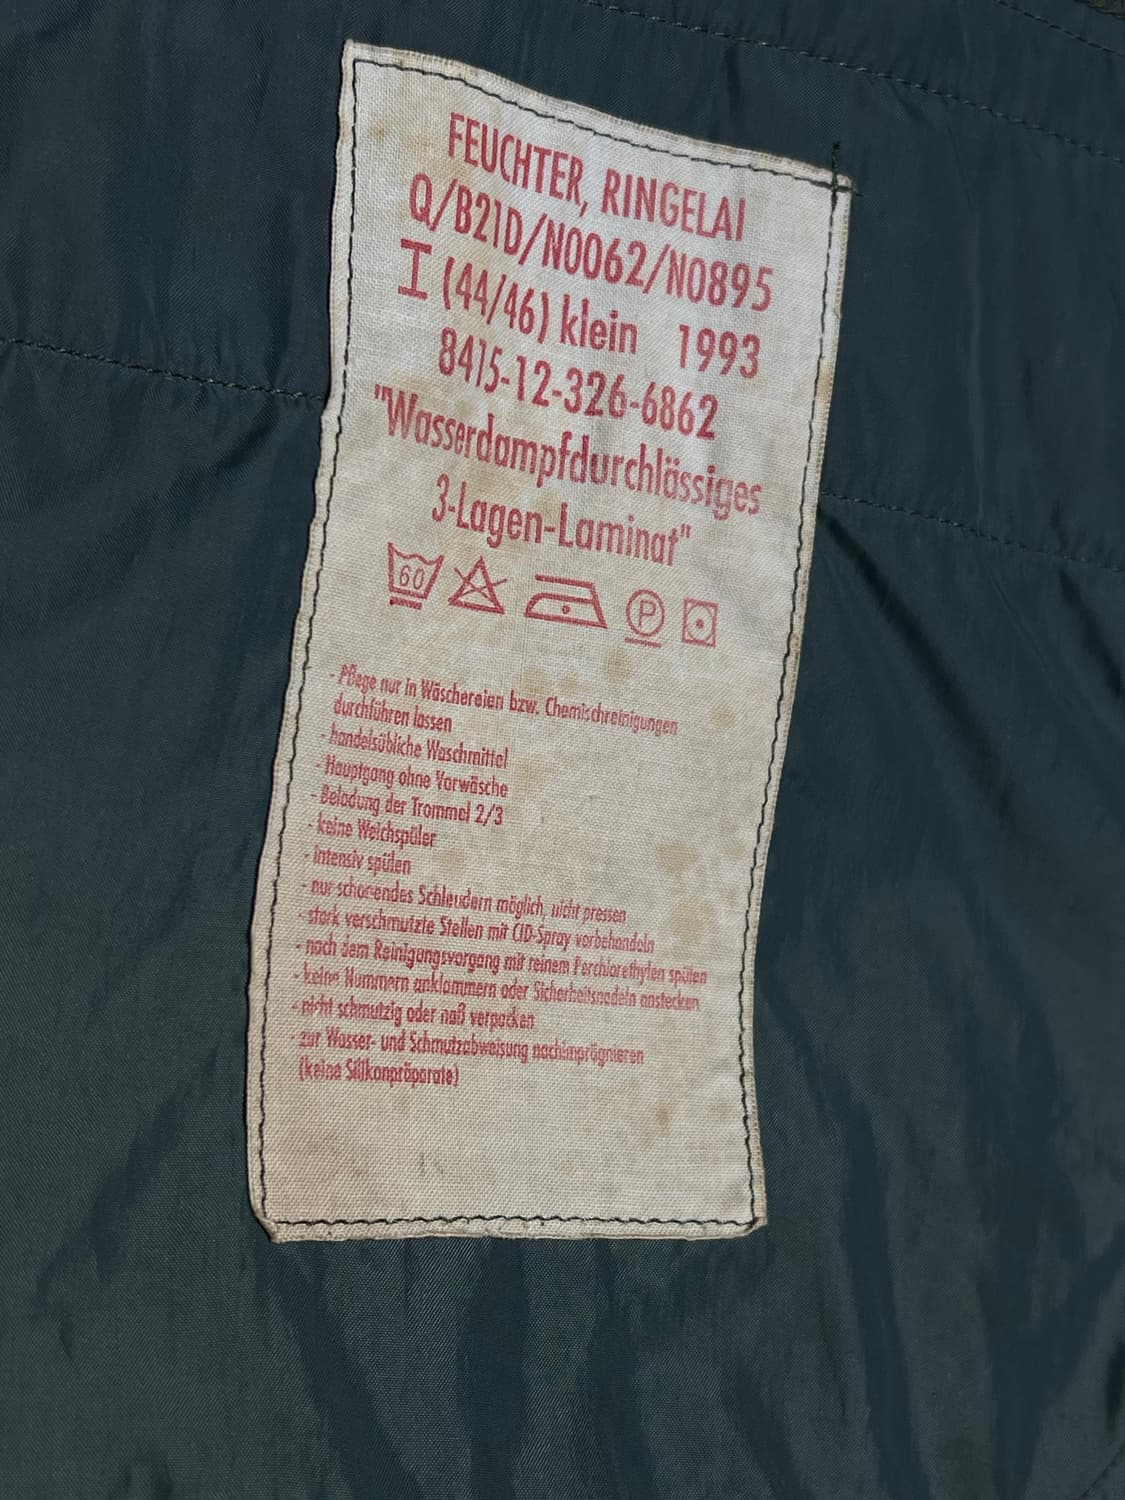 FEUCHTER, RINGELAI
Q/B21D/N0062/N0895
I (44/46) klein 1993
8415-12-326-6862
"Wasserdampfdurchlässiges
3-Lagen-Laminat"
60 P
- Pflege nur in Wäschereien bzw. Chemischreinigungen
durchführen lassen
- handelsübliche Waschmittel
- Hauptgang ohne Vorwäsche
- Beladung der Trommel 2/3
- keine Weichspüler
- intensiv spülen
- nur schonendes Schleudern möglich, nicht pressen
- stark verschmutzte Stellen mit CID-Spray vorbehandeln
- nach dem Reinigungsvorgang mit reinem Perchlorethylen spülen
- keine Nummern anklammern oder Sicherheitsnadeln anstecken
- nicht schmutzig oder naß verpacken
- zur Wasser- und Schmutzabweisung nachimprägnieren
(keine Silikonpräparate)